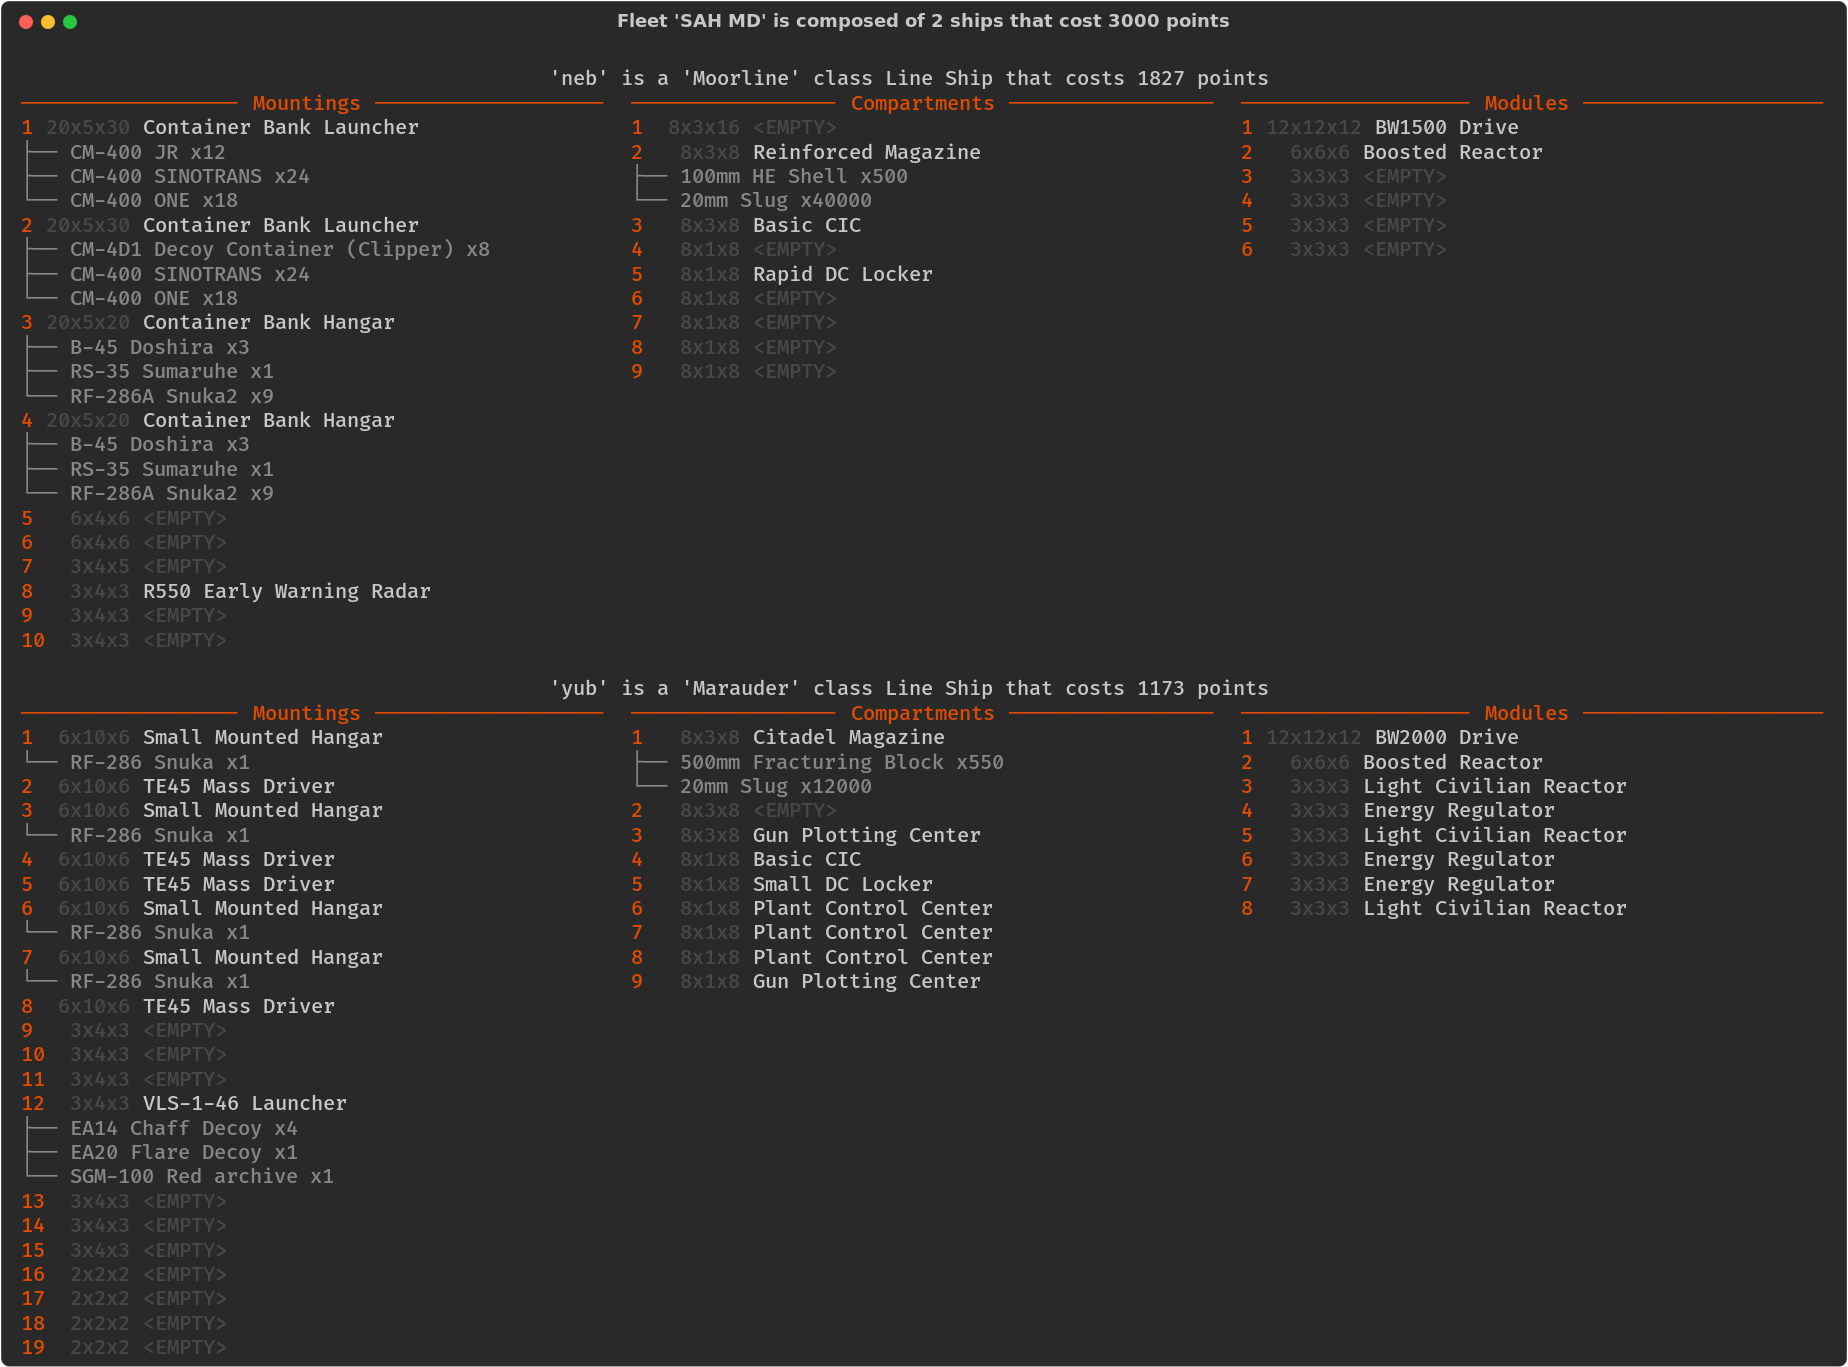 Fleet 'SAH MD' is composed of 2 ships that cost 3000 points
'neb' is a 'Moorline' class Line Ship that costs 1827 points
Mountings
1 20x5x30 Container Bank Launcher
CM-400 JR x12
CM-400 SINOTRANS x24
CM-400 ONE x18
2 20x5x30 Container Bank Launcher
CM-4D1 Decoy Container (Clipper) x8
CM-400 SINOTRANS x24
CM-400 ONE x18
3 20x5x20 Container Bank Hangar
B-45 Doshira x3
RS-35 Sumaruhe x1
RF-286A Snuka2 x9
4 20x5x20 Container Bank Hangar
B-45 Doshira x3
RS-35 Sumaruhe x1
RF-286A Snuka2 x9
5 6x4x6 <EMPTY>
6 6x4x6 <EMPTY>
7 3x4x5 <EMPTY>
8 3x4x3 R550 Early Warning Radar
9 3x4x3 <EMPTY>
10 3x4x3 <EMPTY>
Compartments
1 8x3x16 <EMPTY>
2 8x3x8 Reinforced Magazine
100mm HE Shell x500
20mm Slug x40000
3 8x3x8 Basic CIC
4 8x1x8 <EMPTY>
5 8x1x8 Rapid DC Locker
6 8x1x8 <EMPTY>
7 8x1x8 <EMPTY>
8 8x1x8 <EMPTY>
9 8x1x8 <EMPTY>
Modules
1 12x12x12 BW1500 Drive
2 6x6x6 Boosted Reactor
3 3x3x3 <EMPTY>
4 3x3x3 <EMPTY>
5 3x3x3 <EMPTY>
6 3x3x3 <EMPTY>
'yub' is a 'Marauder' class Line Ship that costs 1173 points
Mountings
1 6x10x6 Small Mounted Hangar
RF-286 Snuka x1
2 6x10x6 TE45 Mass Driver
3 6x10x6 Small Mounted Hangar
RF-286 Snuka x1
4 6x10x6 TE45 Mass Driver
5 6x10x6 TE45 Mass Driver
6 6x10x6 Small Mounted Hangar
RF-286 Snuka x1
7 6x10x6 Small Mounted Hangar
RF-286 Snuka x1
8 6x10x6 TE45 Mass Driver
9 3x4x3 <EMPTY>
10 3x4x3 <EMPTY>
11 3x4x3 <EMPTY>
12 3x4x3 VLS-1-46 Launcher
EA14 Chaff Decoy x4
EA20 Flare Decoy x1
SGM-100 Red archive x1
13 3x4x3 <EMPTY>
14 3x4x3 <EMPTY>
15 3x4x3 <EMPTY>
16 2x2x2 <EMPTY>
17 2x2x2 <EMPTY>
18 2x2x2 <EMPTY>
19 2x2x2 <EMPTY>
Compartments
1 8x3x8 Citadel Magazine
500mm Fracturing Block x550
20mm Slug x12000
2 8x3x8 <EMPTY>
3 8x3x8 Gun Plotting Center
4 8x1x8 Basic CIC
5 8x1x8 Small DC Locker
6 8x1x8 Plant Control Center
7 8x1x8 Plant Control Center
8 8x1x8 Plant Control Center
9 8x1x8 Gun Plotting Center
Modules
1 12x12x12 BW2000 Drive
2 6x6x6 Boosted Reactor
3 3x3x3 Light Civilian Reactor
4 3x3x3 Energy Regulator
5 3x3x3 Light Civilian Reactor
6 3x3x3 Energy Regulator
7 3x3x3 Energy Regulator
8 3x3x3 Light Civilian Reactor